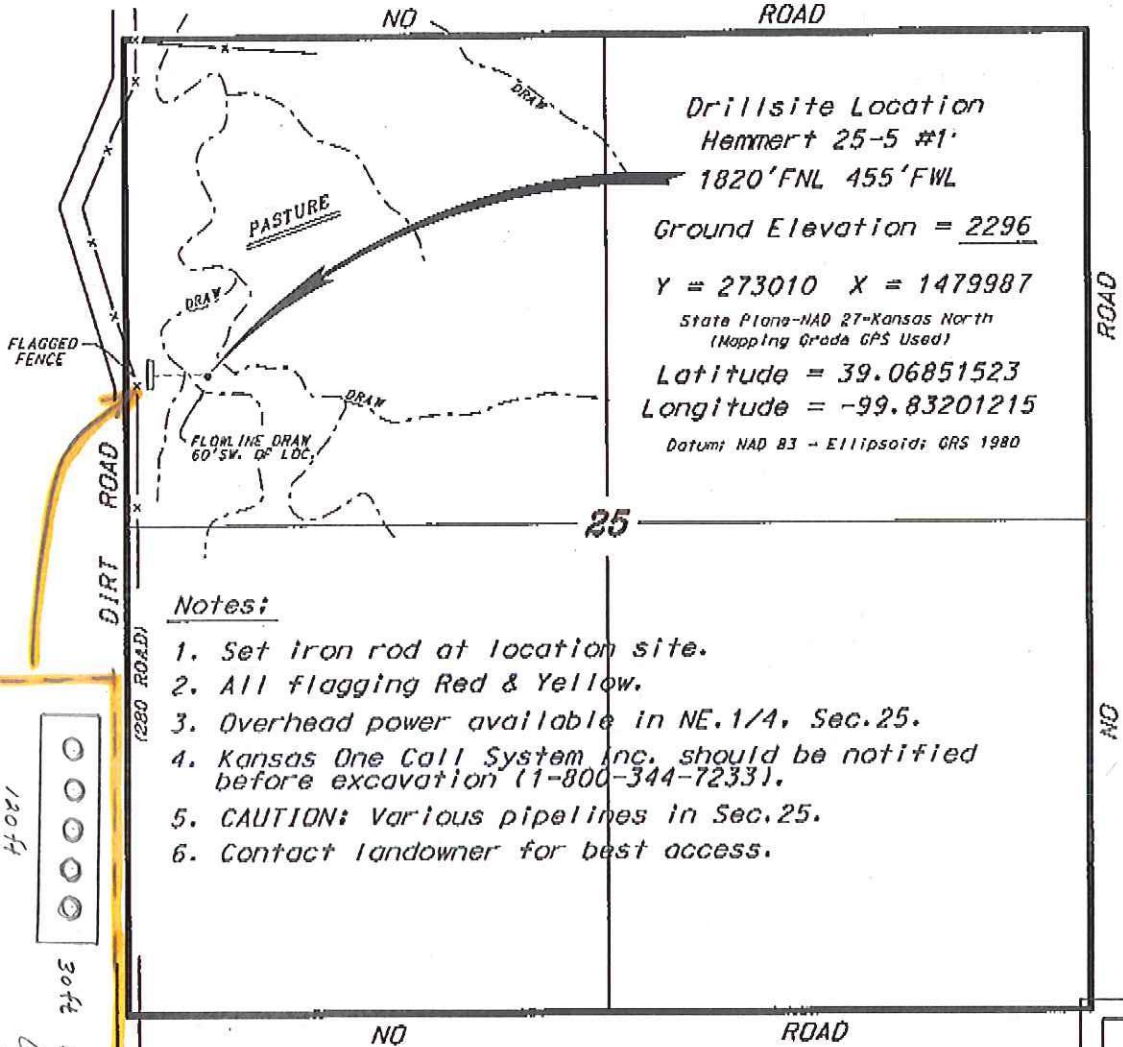 NO ROAD
DRAW
Drillsite Location
Hemmert 25-5 #1
1820'FNL 455'FWL
PASTURE
Ground Elevation = 2296
Y = 273010 X = 1479987
State Plane-NAD 27-Kansas North
(Mapping Grade GPS Used)
DRAW
FLAGGED
FENCE
Latitude = 39.06851523
Longitude = -99.83201215
DRAW
Datum: NAD 83 - Ellipsoid: GRS 1980
FLOWLINE DRAW
60'SW. OF LOC.
NO ROAD
DIRT ROAD
(280 ROAD)
25
Notes:
1. Set iron rod at location site.
2. All flagging Red & Yellow.
3. Overhead power available in NE.1/4, Sec.25.
4. Kansas One Call System Inc. should be notified
before excavation (1-800-344-7233).
5. CAUTION: Various pipelines in Sec.25.
6. Contact landowner for best access.
120ft
30ft
NO ROAD